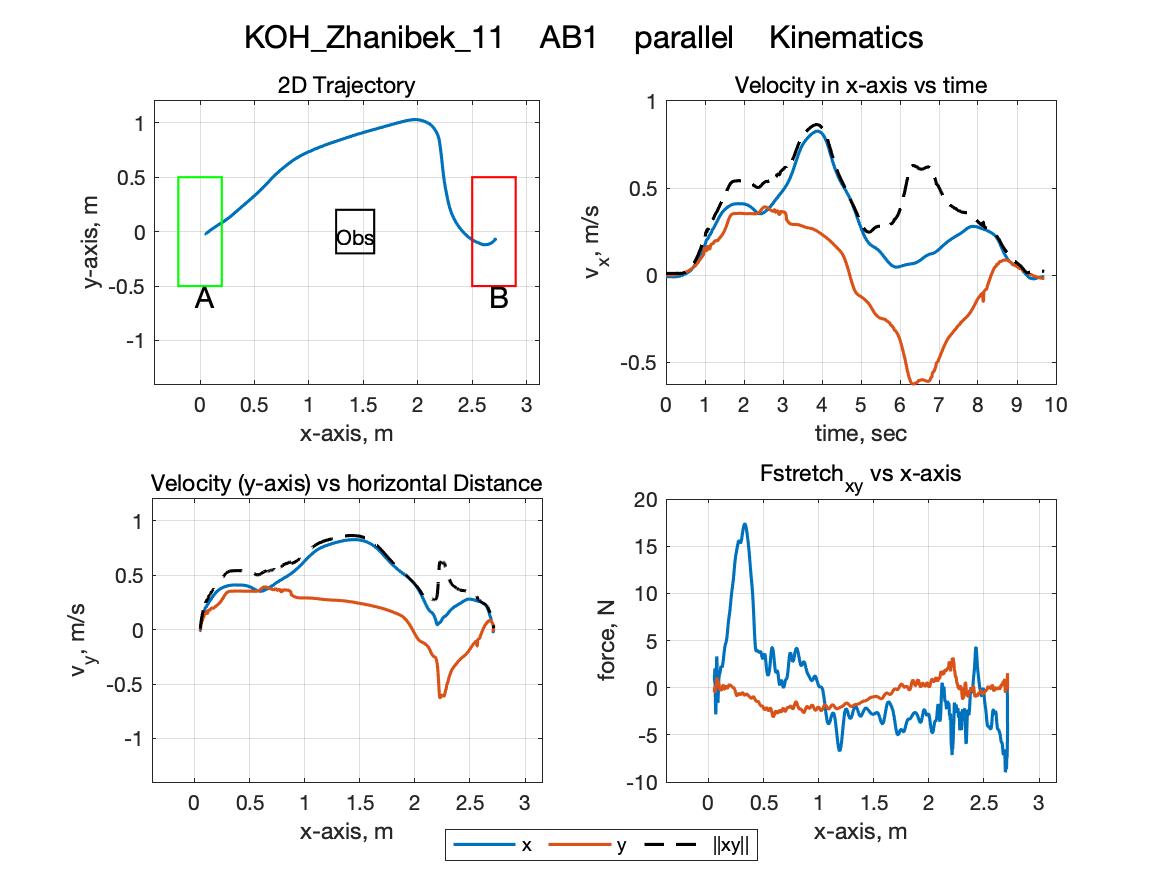 KOH_Zhanibek_11 AB1 parallel Kinematics
2D Trajectory
1
0.5
0
-0.5
-1
y-axis, m
Obs
A
B
0 0.5 1 1.5 2 2.5 3
x-axis, m
Velocity in x-axis vs time
1
0.5
0
-0.5
v_x, m/s
0 1 2 3 4 5 6 7 8 9 10
time, sec
Velocity (y-axis) vs horizontal Distance
1
0.5
0
-0.5
-1
v_y, m/s
0 0.5 1 1.5 2 2.5 3
x-axis, m
Fstretch_xy vs x-axis
20
15
10
5
0
-5
-10
force, N
0 0.5 1 1.5 2 2.5 3
x-axis, m
x y ||xy||